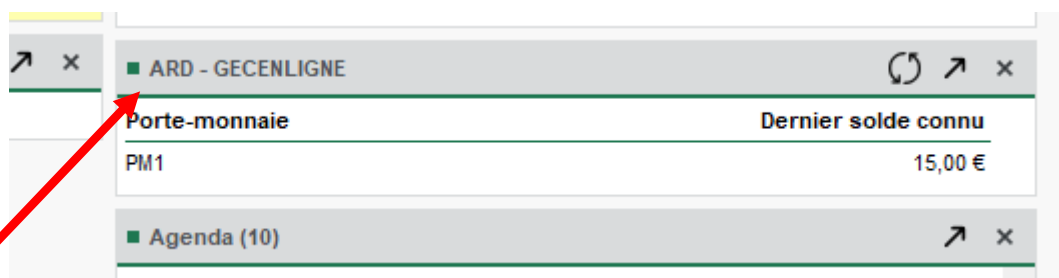 ARD - GECENLIGNE
Porte-monnaie Dernier solde connu
PM1 15,00 €
Agenda (10)